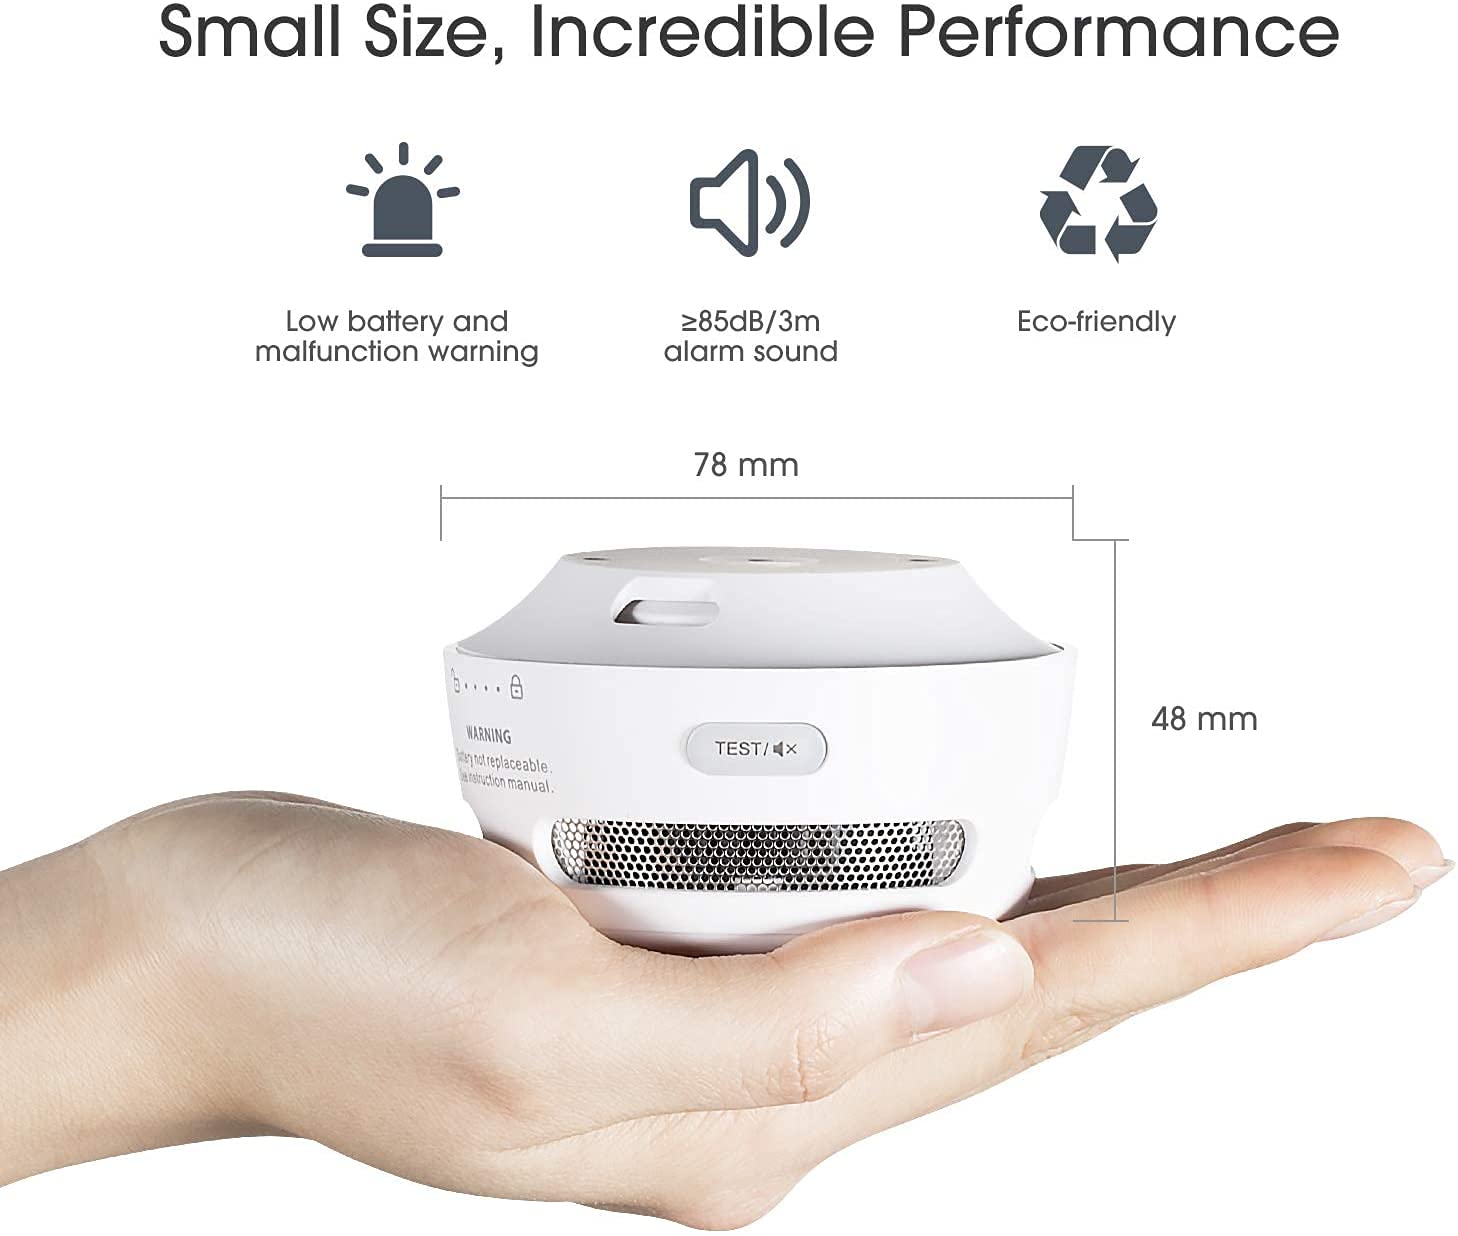 Small Size, Incredible Performance
Low battery and
malfunction warning
≥85dB/3m
alarm sound
Eco-friendly
78 mm
48 mm
WARNING
not replaceable.
instruction manual.
TEST/